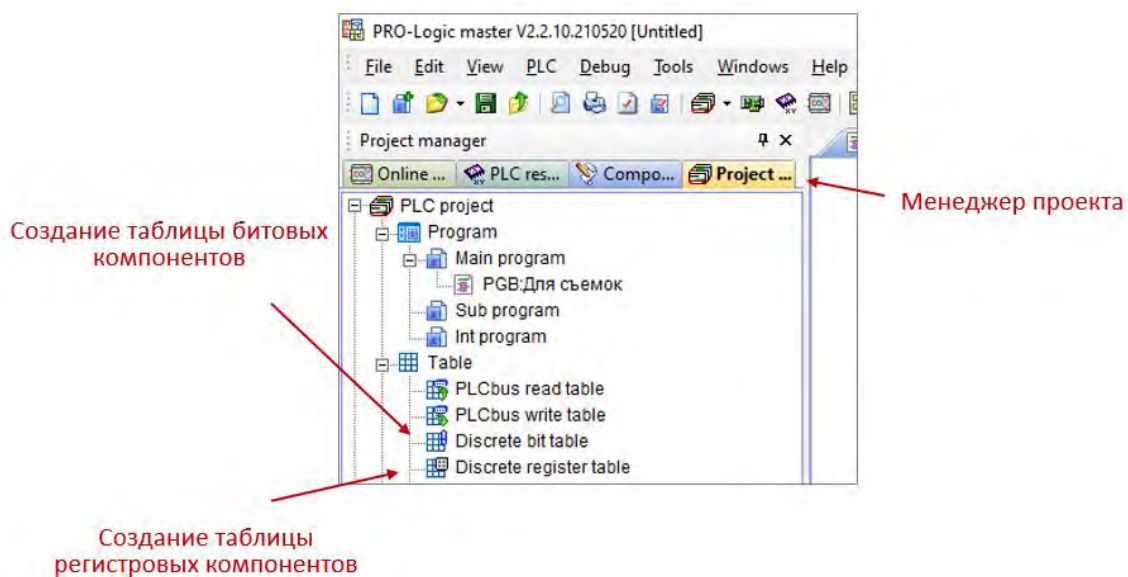 PRO-Logic master V2.2.10.210520 [Untitled]
File Edit View PLC Debug Tools Windows Help
Project manager
Online ... PLC res... Compo... Project ...
Менеджер проекта
PLC project
Program
Создание таблицы битовых
компонентов
Main program
PGB:Для съемок
Sub program
Int program
Table
PLCbus read table
PLCbus write table
Discrete bit table
Discrete register table
Создание таблицы
регистровых компонентов